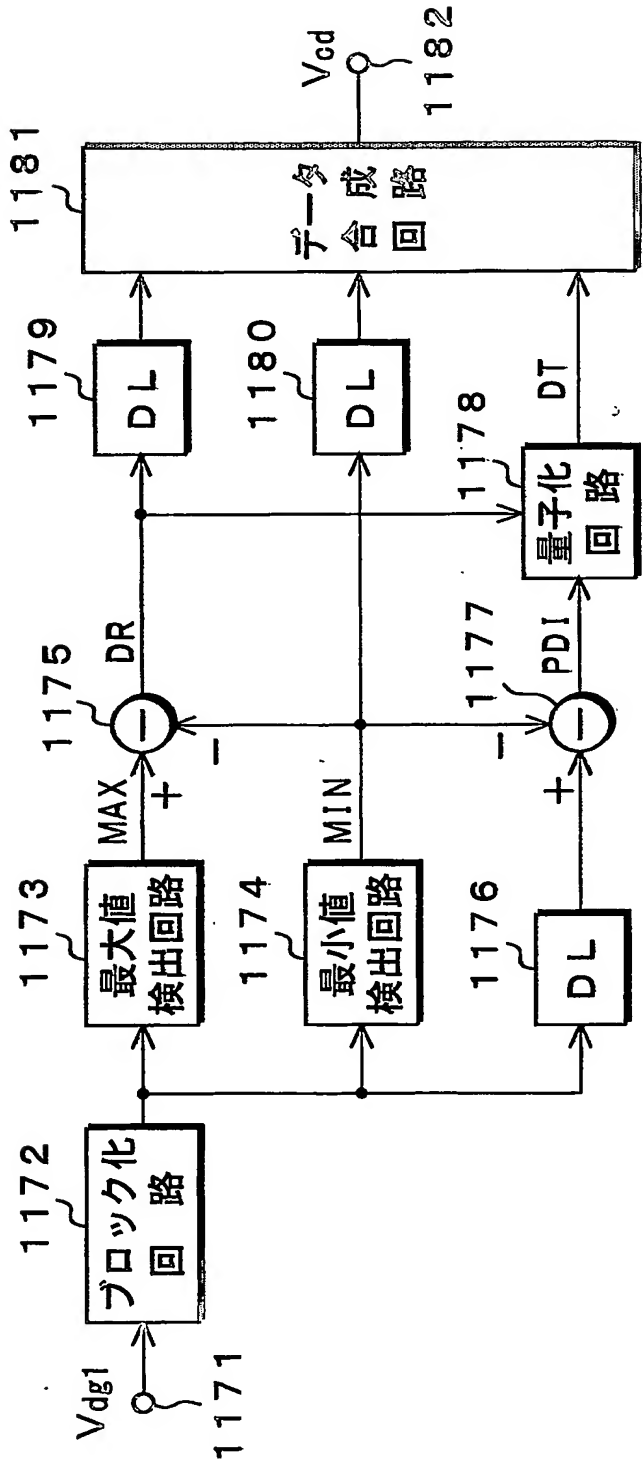 Vdg1
1171
1172
ブロック化
回路
1173
最大値
検出回路
MAX
+
-
1175
−
DR
1179
DL
1174
最小値
検出回路
MIN
1180
DL
1176
DL
+
-
1177
−
PDI
1178
量子化
回路
DT
1181
データ
合成
回路
Vcd
1182